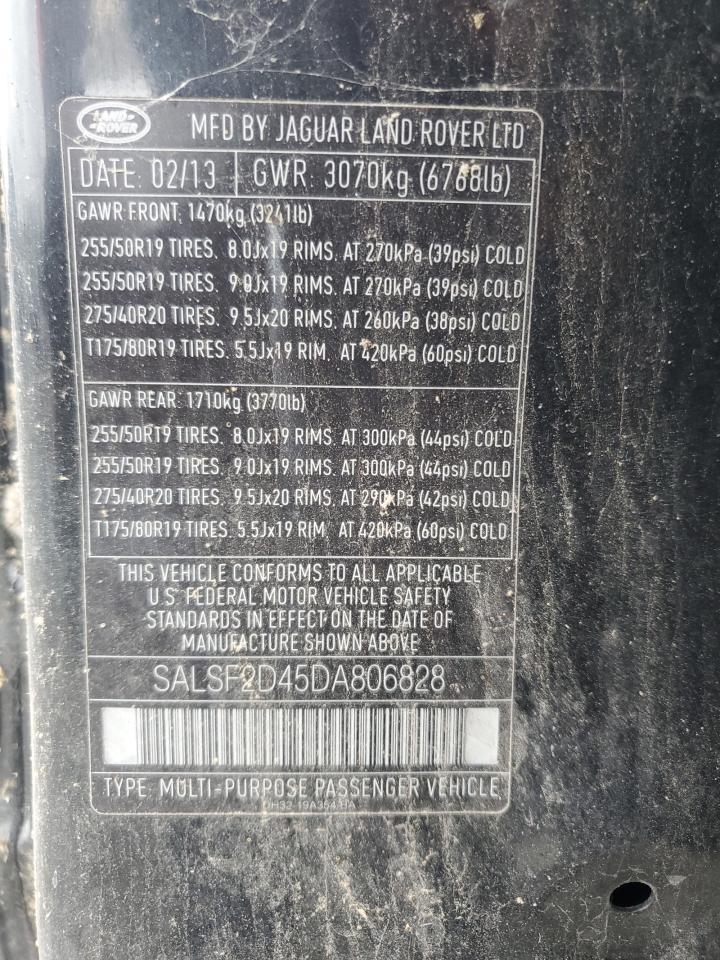 LAND
ROVER
MFD BY JAGUAR LAND ROVER LTD
DATE: 02/13 GWR: 3070kg (6768lb)
GAWR FRONT: 1470kg (3241lb)
255/50R19 TIRES. 8.0Jx19 RIMS. AT 270kPa (39psi) COLD
255/50R19 TIRES. 9.0Jx19 RIMS. AT 270kPa (39psi) COLD
275/40R20 TIRES. 9.5Jx20 RIMS. AT 260kPa (38psi) COLD
T175/80R19 TIRES. 5.5Jx19 RIM. AT 420kPa (60psi) COLD
GAWR REAR: 1710kg (3770lb)
255/50R19 TIRES. 8.0Jx19 RIMS. AT 300kPa (44psi) COLD
255/50R19 TIRES. 9.0Jx19 RIMS. AT 300kPa (44psi) COLD
275/40R20 TIRES. 9.5Jx20 RIMS. AT 290kPa (42psi) COLD
T175/80R19 TIRES. 5.5Jx19 RIM. AT 420kPa (60psi) COLD
THIS VEHICLE CONFORMS TO ALL APPLICABLE
U.S. FEDERAL MOTOR VEHICLE SAFETY
STANDARDS IN EFFECT ON THE DATE OF
MANUFACTURE SHOWN ABOVE
SALSF2D45DA806828
TYPE: MULTI-PURPOSE PASSENGER VEHICLE